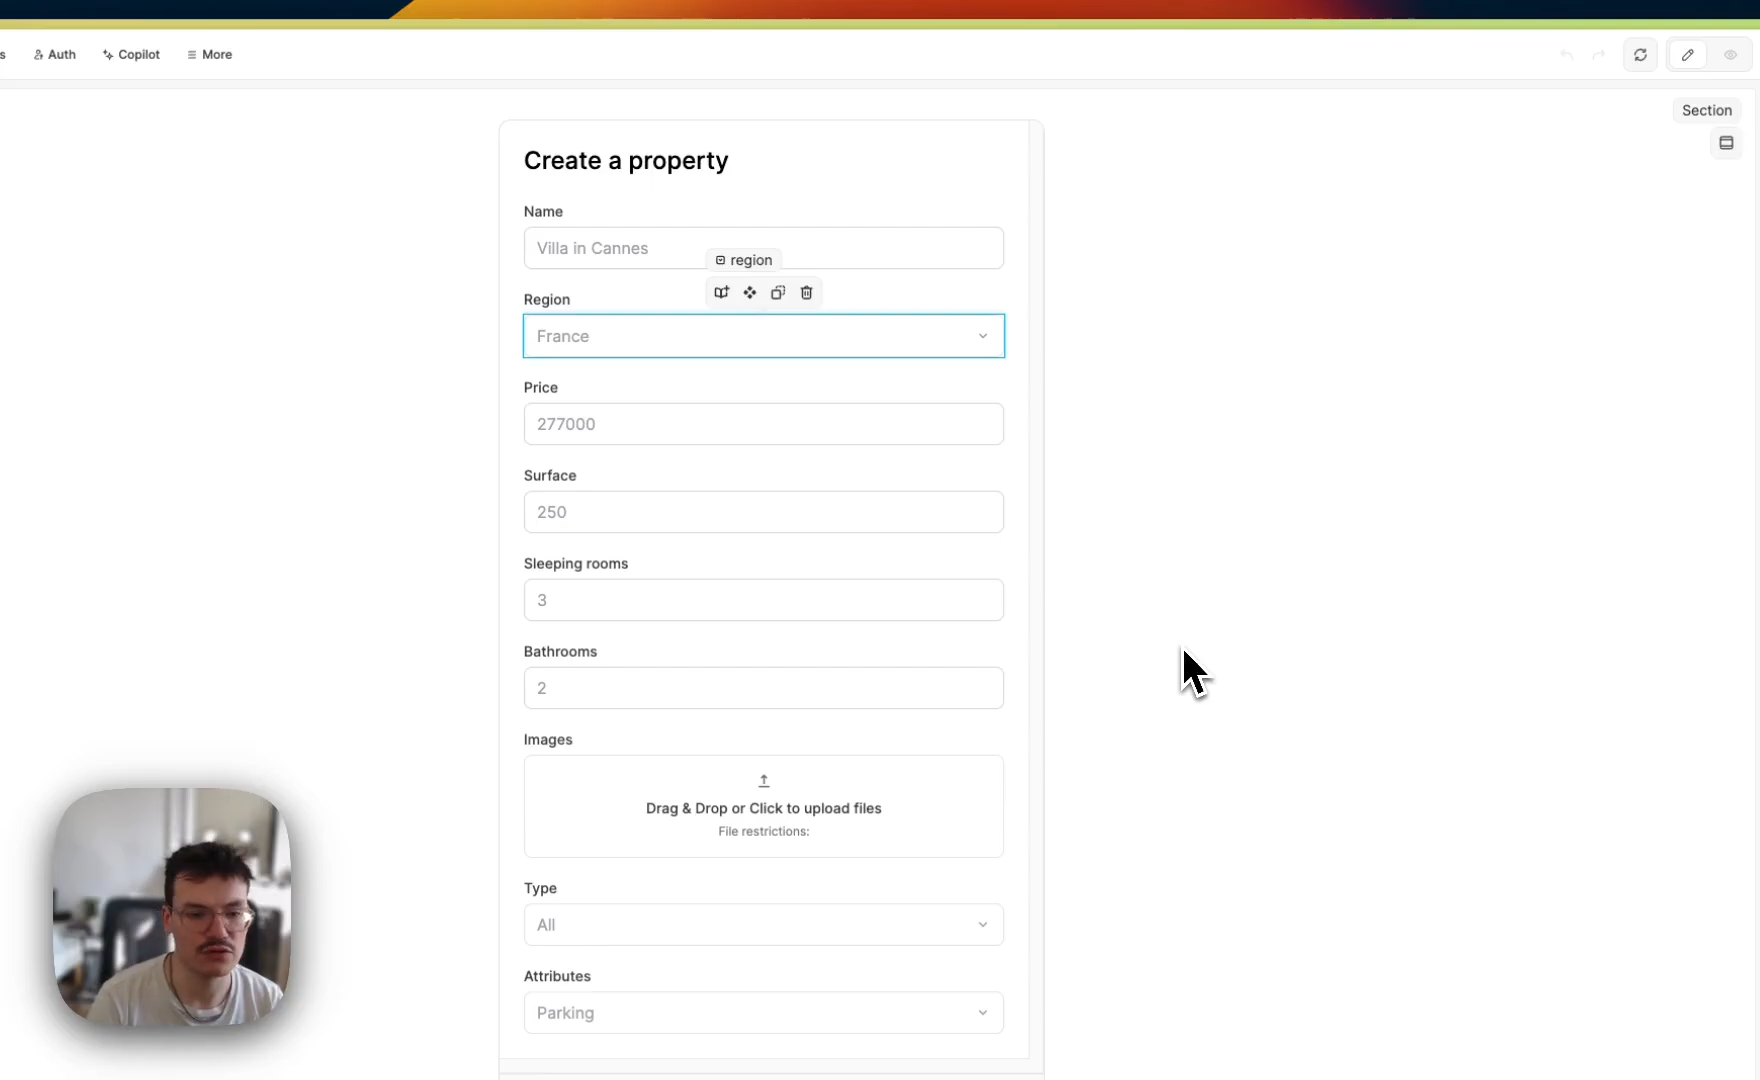 s
Auth
Copilot
More
Section
Create a property
Name
Villa in Cannes
region
Region
France
Price
277000
Surface
250
Sleeping rooms
3
Bathrooms
2
Images
Drag & Drop or Click to upload files
File restrictions:
Type
All
Attributes
Parking